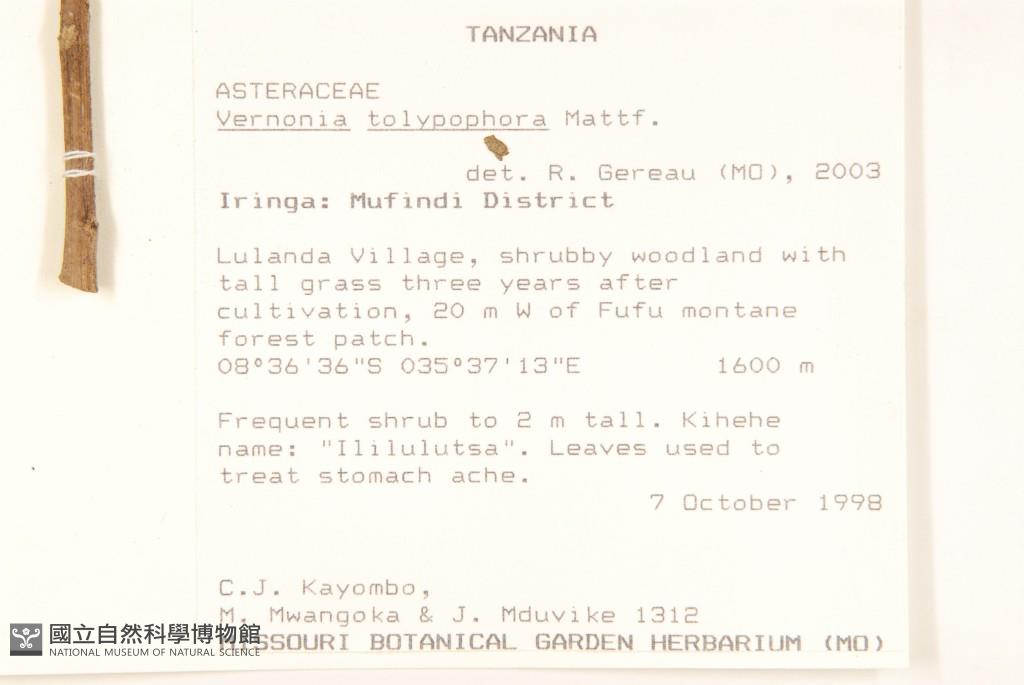 TANZANIA
ASTERACEAE
Vernonia tolypophora Mattf.
det. R. Gereau (MO), 2003
Iringa: Mufindi District
Lulanda Village, shrubby woodland with
tall grass three years after
cultivation, 20 m W of Fufu montane
forest patch.
08°36'36"S 035°37'13"E 1600 m
Frequent shrub to 2 m tall. Kihehe
name: "Ililulutsa". Leaves used to
treat stomach ache.
7 October 1998
C.J. Kayombo,
M. Mwangoka & J. Mduvike 1312
MISSOURI BOTANICAL GARDEN HERBARIUM (MO)
國立自然科學博物館
NATIONAL MUSEUM OF NATURAL SCIENCE